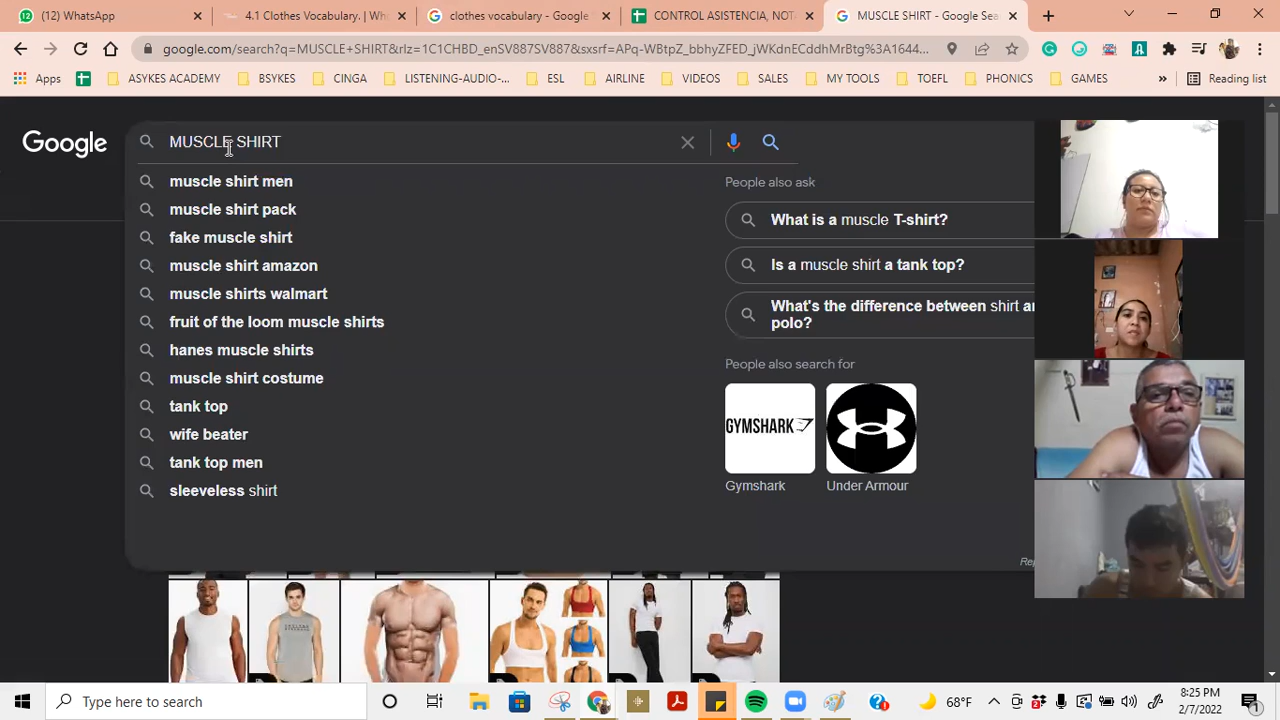 (12) WhatsApp
4.1 Clothes Vocabulary. | Wh
clothes vocabulary - Google
CONTROL ASISTENCIA, NOT
MUSCLE SHIRT - Google Sea
google.com/search?q=MUSCLE+SHIRT&rlz=1C1CHBD_enSV887SV887&sxsrf=APq-WBtpZ_bbhyZFED_jWKdnECddhMrBtg%3A1644...
Apps
ASYKES ACADEMY
BSYKES
CINGA
LISTENING-AUDIO-...
ESL
AIRLINE
VIDEOS
SALES
MY TOOLS
TOEFL
PHONICS
GAMES
»
Reading list
Google
MUSCLE SHIRT
muscle shirt men
muscle shirt pack
fake muscle shirt
muscle shirt amazon
muscle shirts walmart
fruit of the loom muscle shirts
hanes muscle shirts
muscle shirt costume
tank top
wife beater
tank top men
sleeveless shirt
People also ask
What is a muscle T-shirt?
Is a muscle shirt a tank top?
What's the difference between shirt a
polo?
People also search for
GYMSHARK
Gymshark
Under Armour
Type here to search
68°F
8:25 PM
2/7/2022